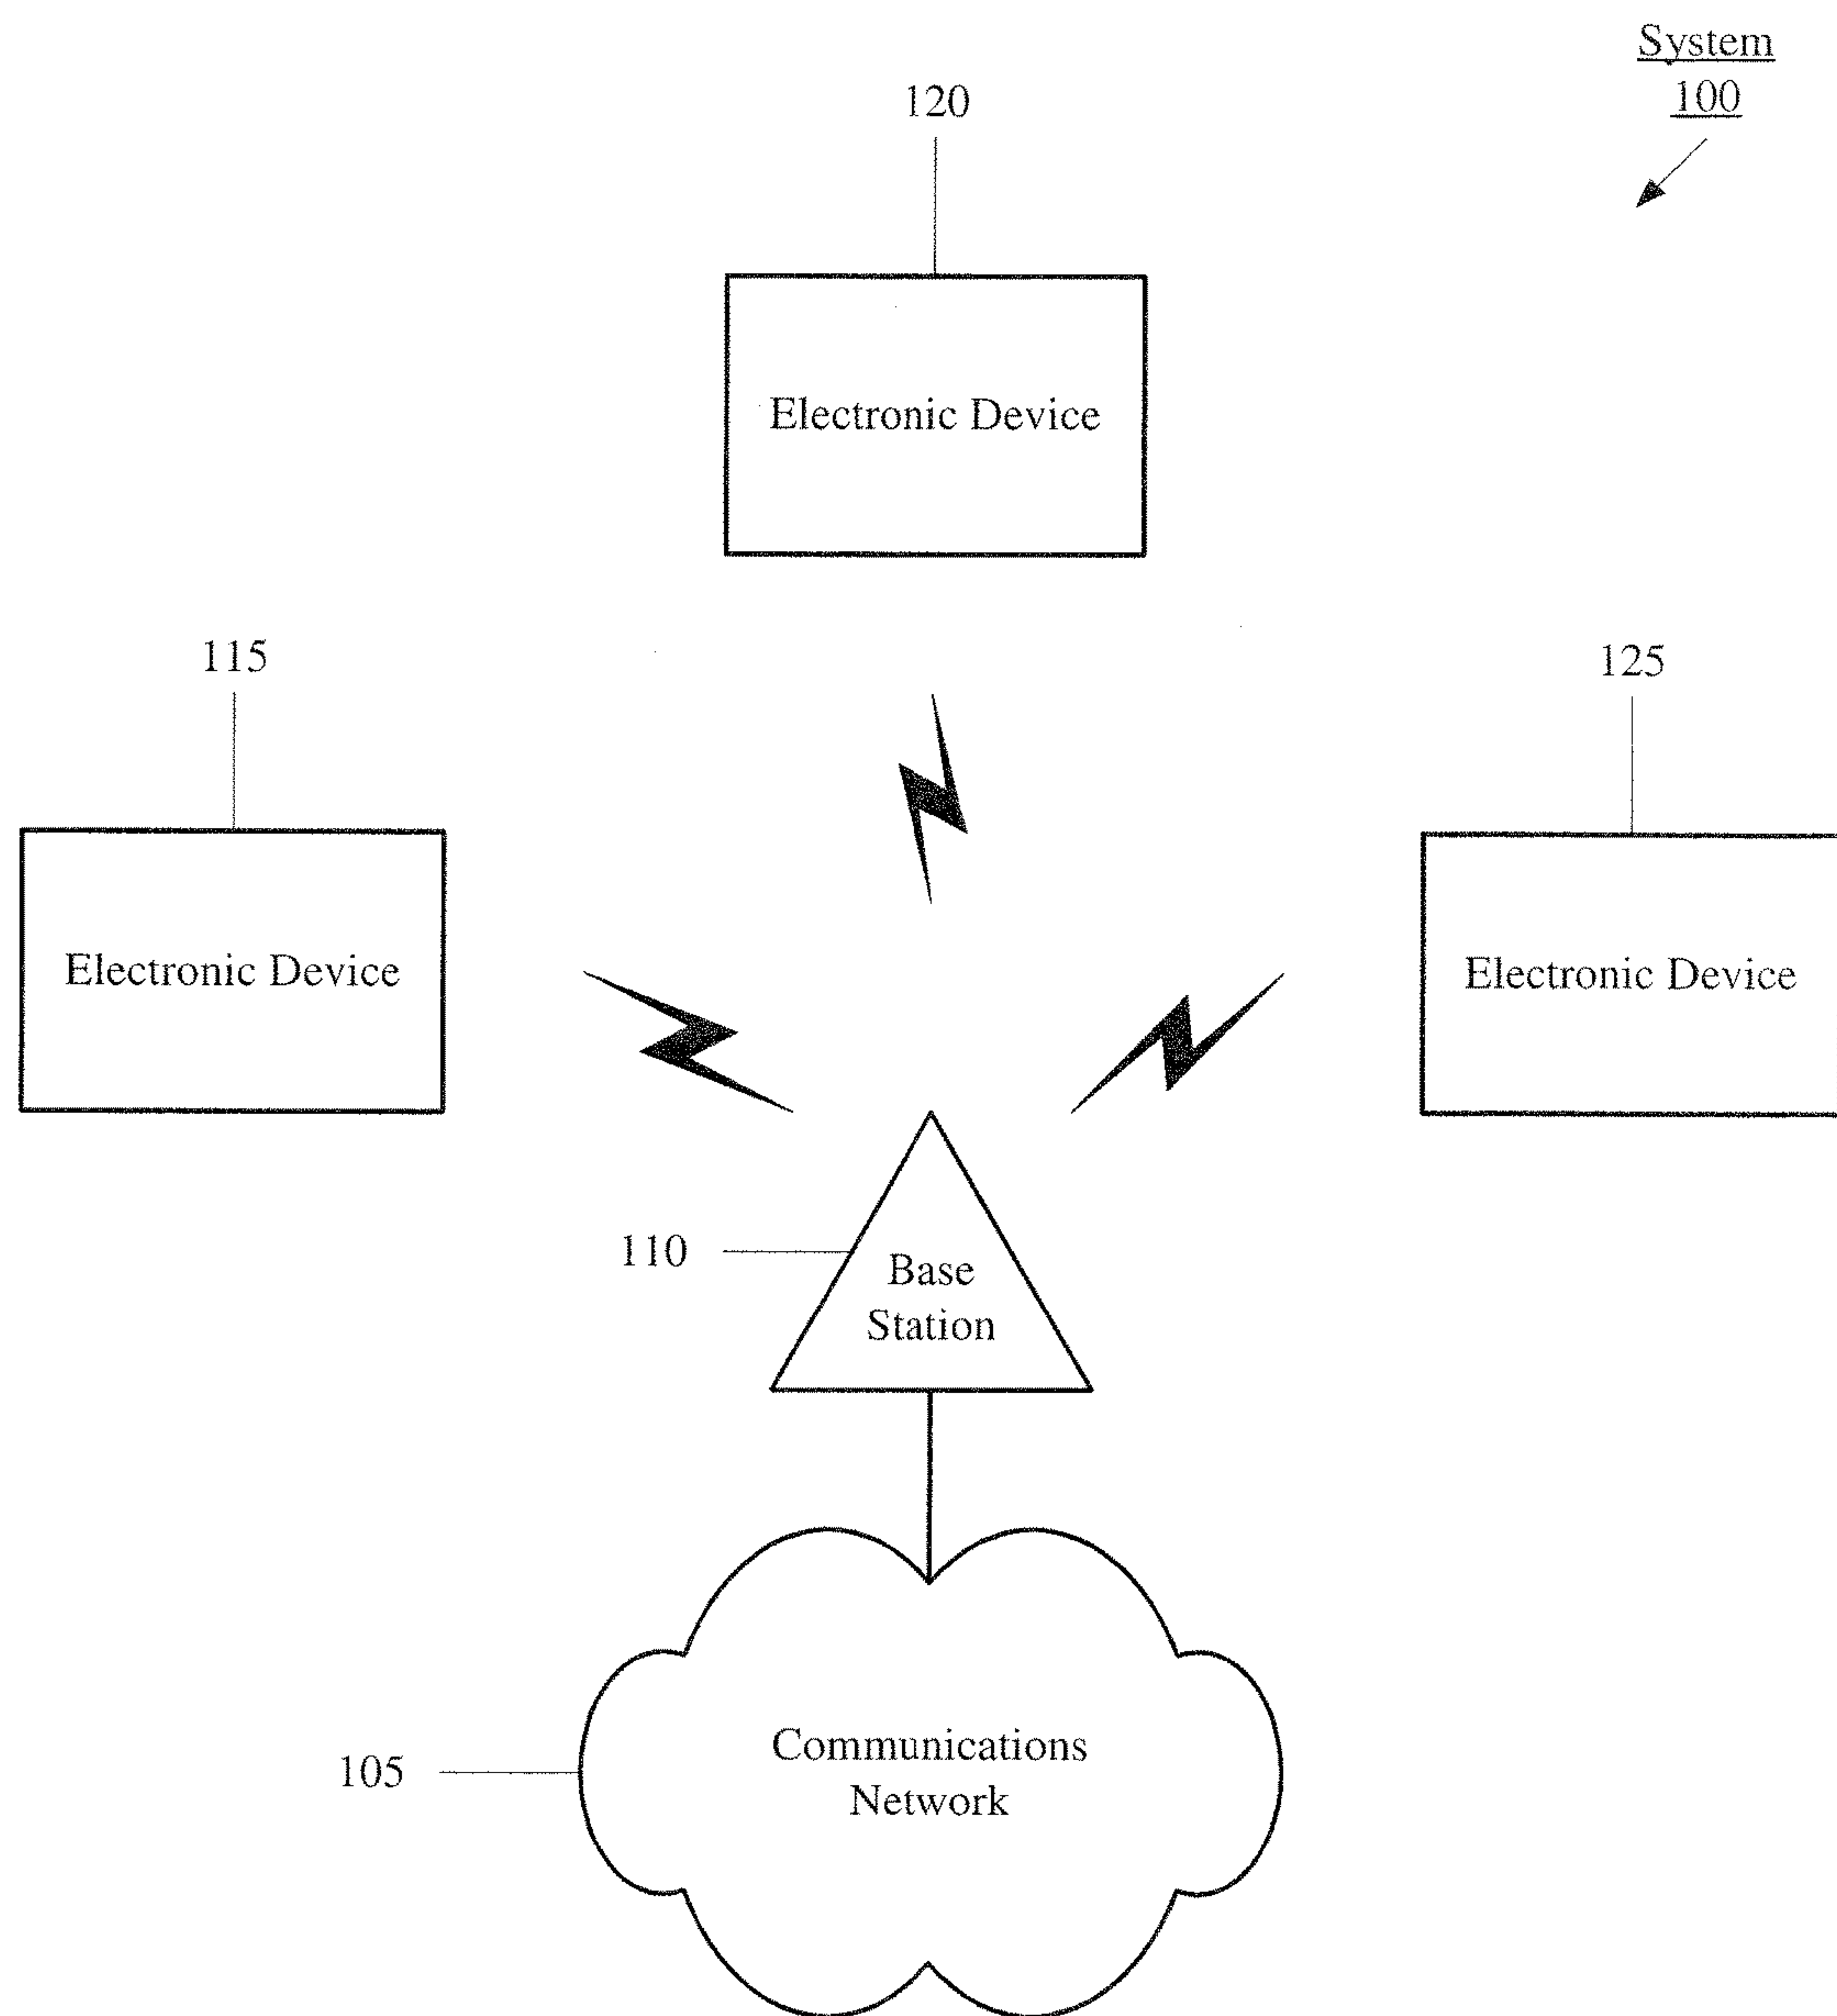 System
100
120
Electronic Device
115
125
Electronic Device
Electronic Device
110
Base
Station
105
Communications
Network